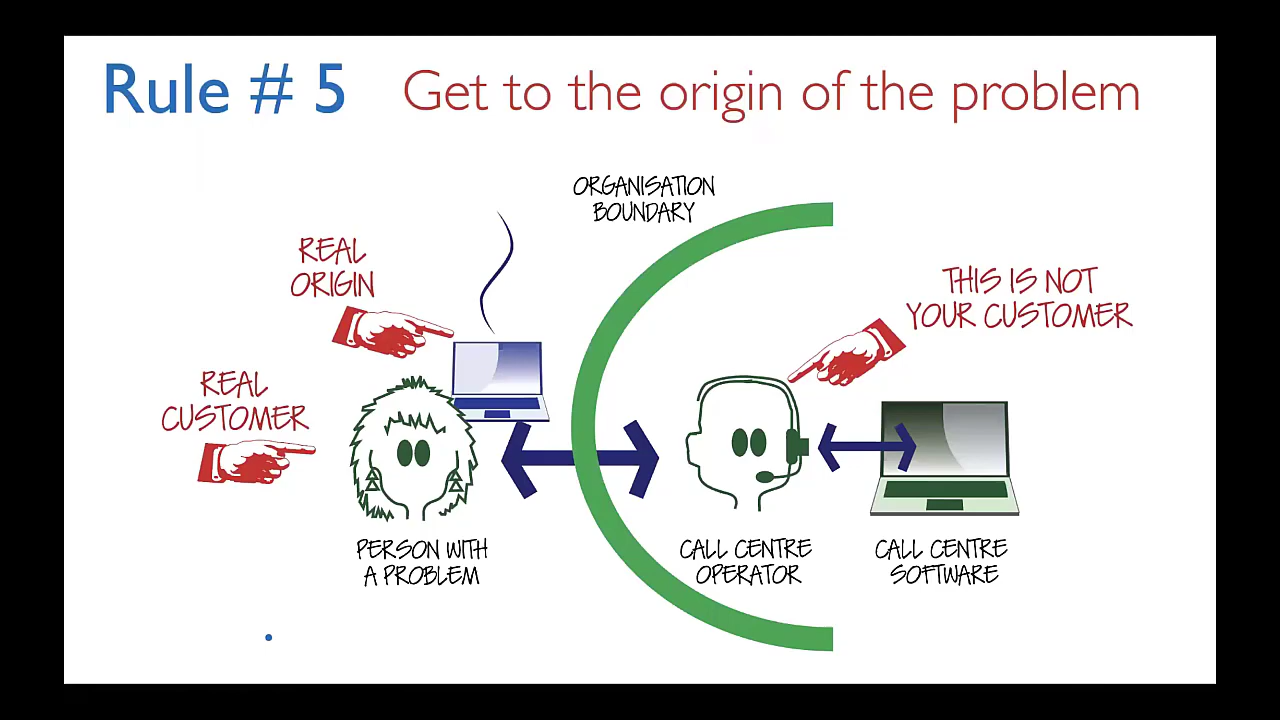 Rule # 5 Get to the origin of the problem
ORGANISATION
BOUNDARY
REAL
ORIGIN
THIS IS NOT
YOUR CUSTOMER
REAL
CUSTOMER
PERSON WITH
A PROBLEM
CALL CENTRE
OPERATOR
CALL CENTRE
SOFTWARE